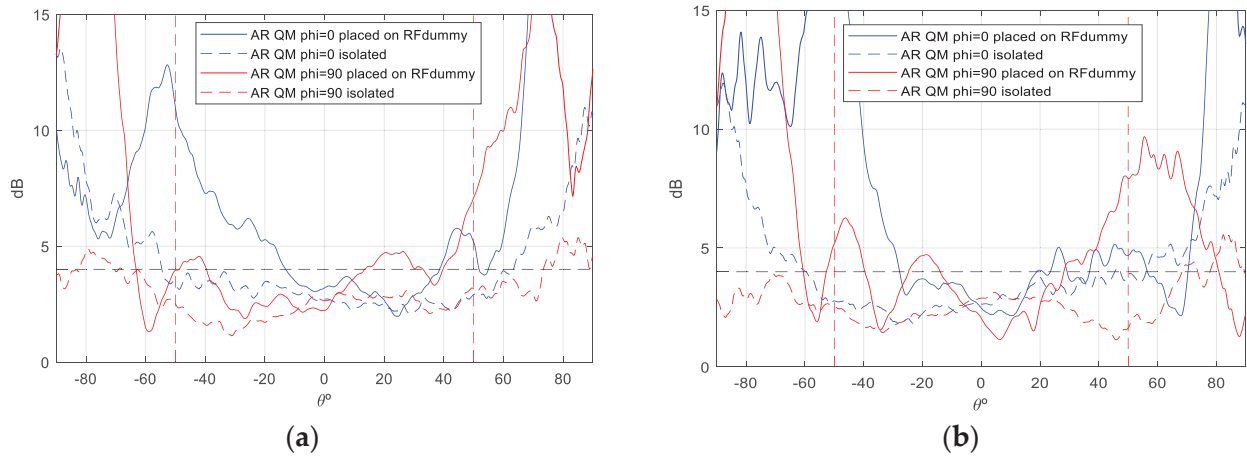 AR QM phi=0 placed on RFdummy
AR QM phi=0 isolated
AR QM phi=90 placed on RFdummy
AR QM phi=90 isolated
15
10
5
0
dB
-80 -60 -40 -20 0 20 40 60 80
θº
(a)
AR QM phi=0 placed on RFdummy
AR QM phi=0 isolated
AR QM phi=90 placed on RFdummy
AR QM phi=90 isolated
15
10
5
0
dB
-80 -60 -40 -20 0 20 40 60 80
θº
(b)